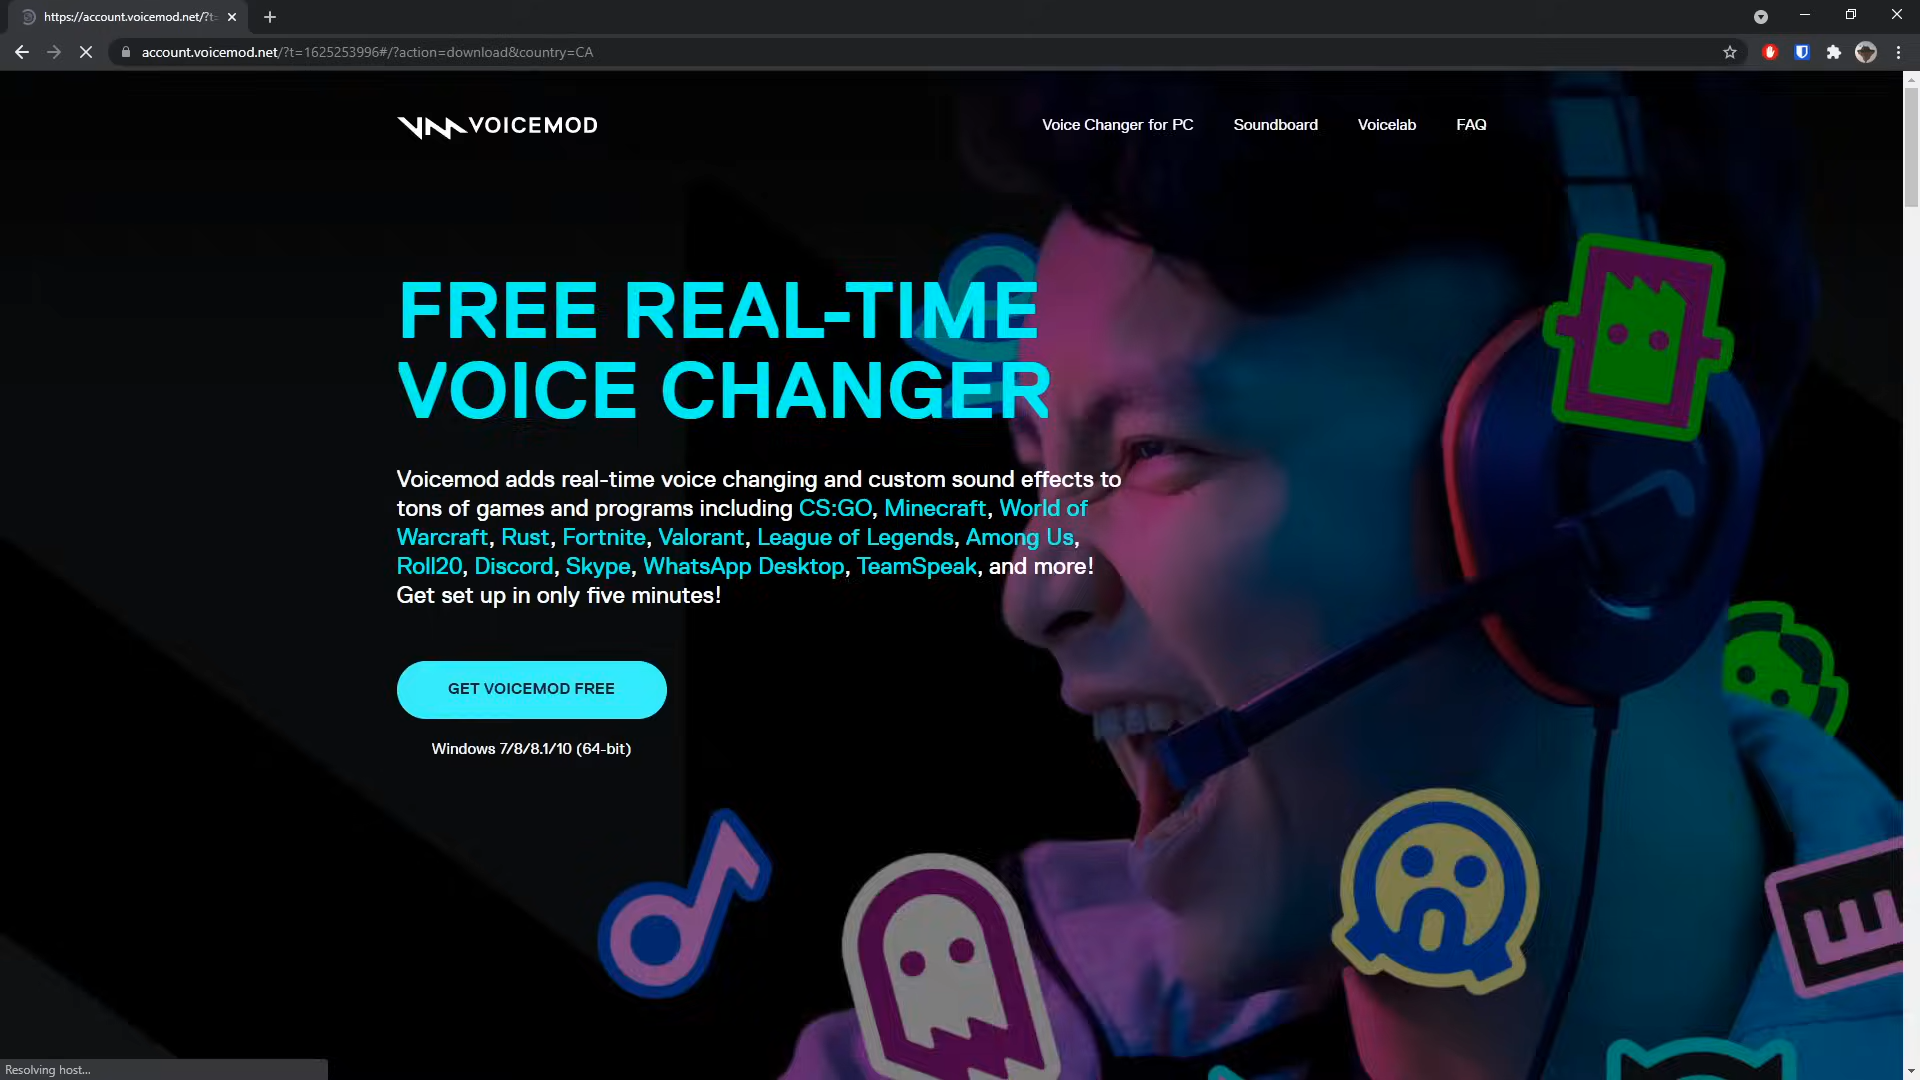 https://account.voicemod.net/?t=
account.voicemod.net/?t=1625253996#/?action=download&country=CA
VOICEMOD
Voice Changer for PC
Soundboard
Voicelab
FAQ
FREE REAL-TIME
VOICE CHANGER
Voicemod adds real-time voice changing and custom sound effects to
tons of games and programs including CS:GO, Minecraft, World of
Warcraft, Rust, Fortnite, Valorant, League of Legends, Among Us,
Roll20, Discord, Skype, WhatsApp Desktop, TeamSpeak, and more!
Get set up in only five minutes!
GET VOICEMOD FREE
Windows 7/8/8.1/10 (64-bit)
Resolving host...